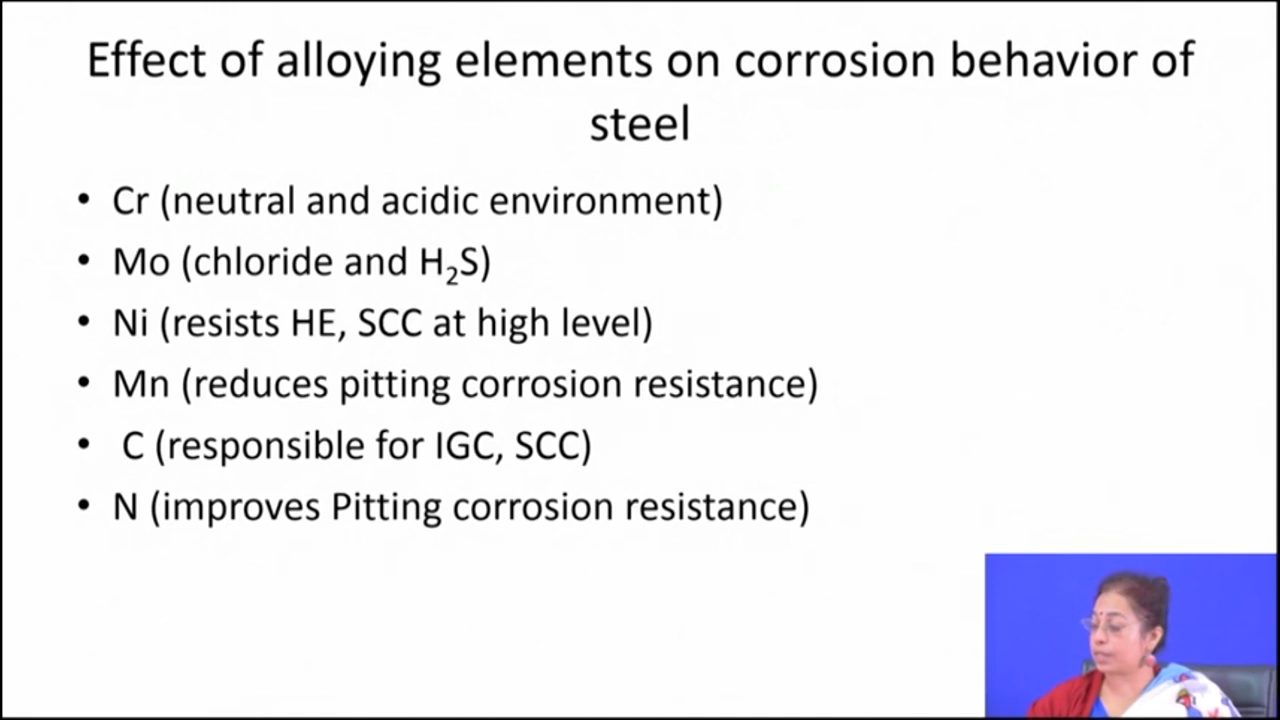 Effect of alloying elements on corrosion behavior of
steel
• Cr (neutral and acidic environment)
• Mo (chloride and H₂S)
• Ni (resists HE, SCC at high level)
• Mn (reduces pitting corrosion resistance)
• C (responsible for IGC, SCC)
• N (improves Pitting corrosion resistance)